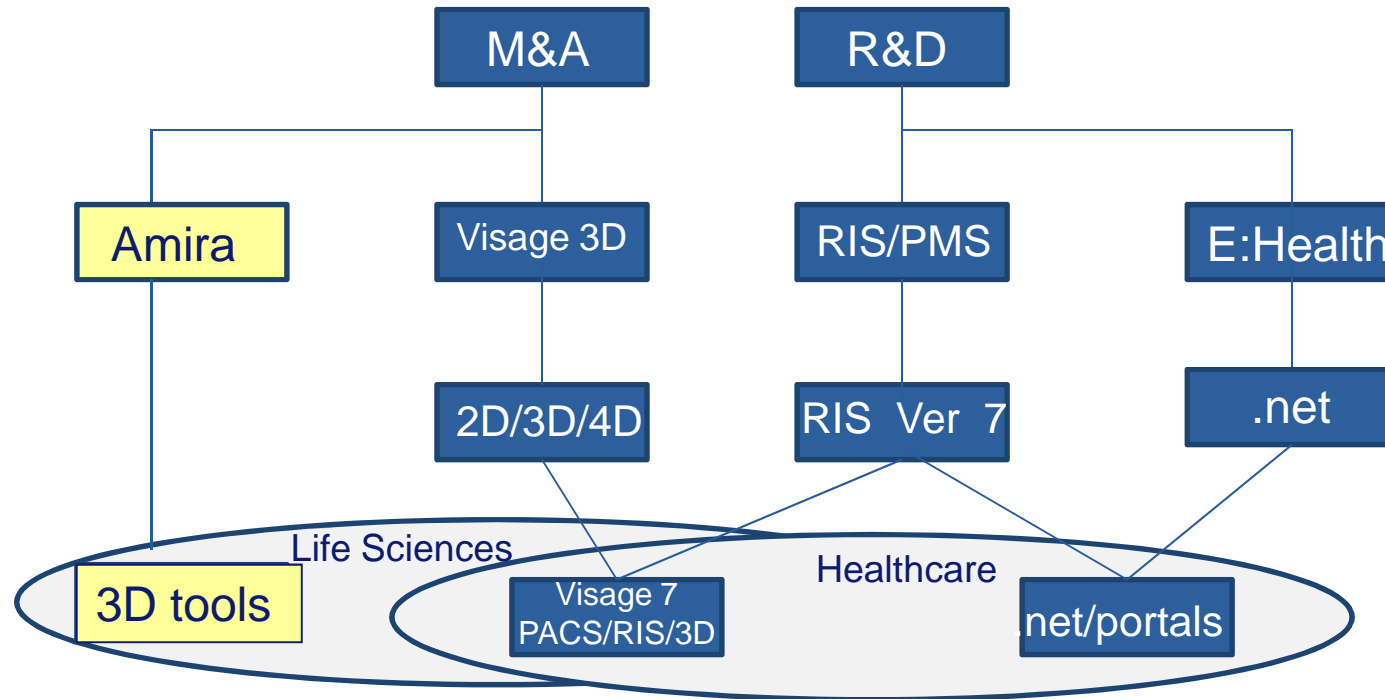 M&A
R&D
Amira
Visage 3D
RIS/PMS
E:Health
2D/3D/4D
RIS Ver 7
.net
Life Sciences
Healthcare
3D tools
Visage 7
PACS/RIS/3D
.net/portals